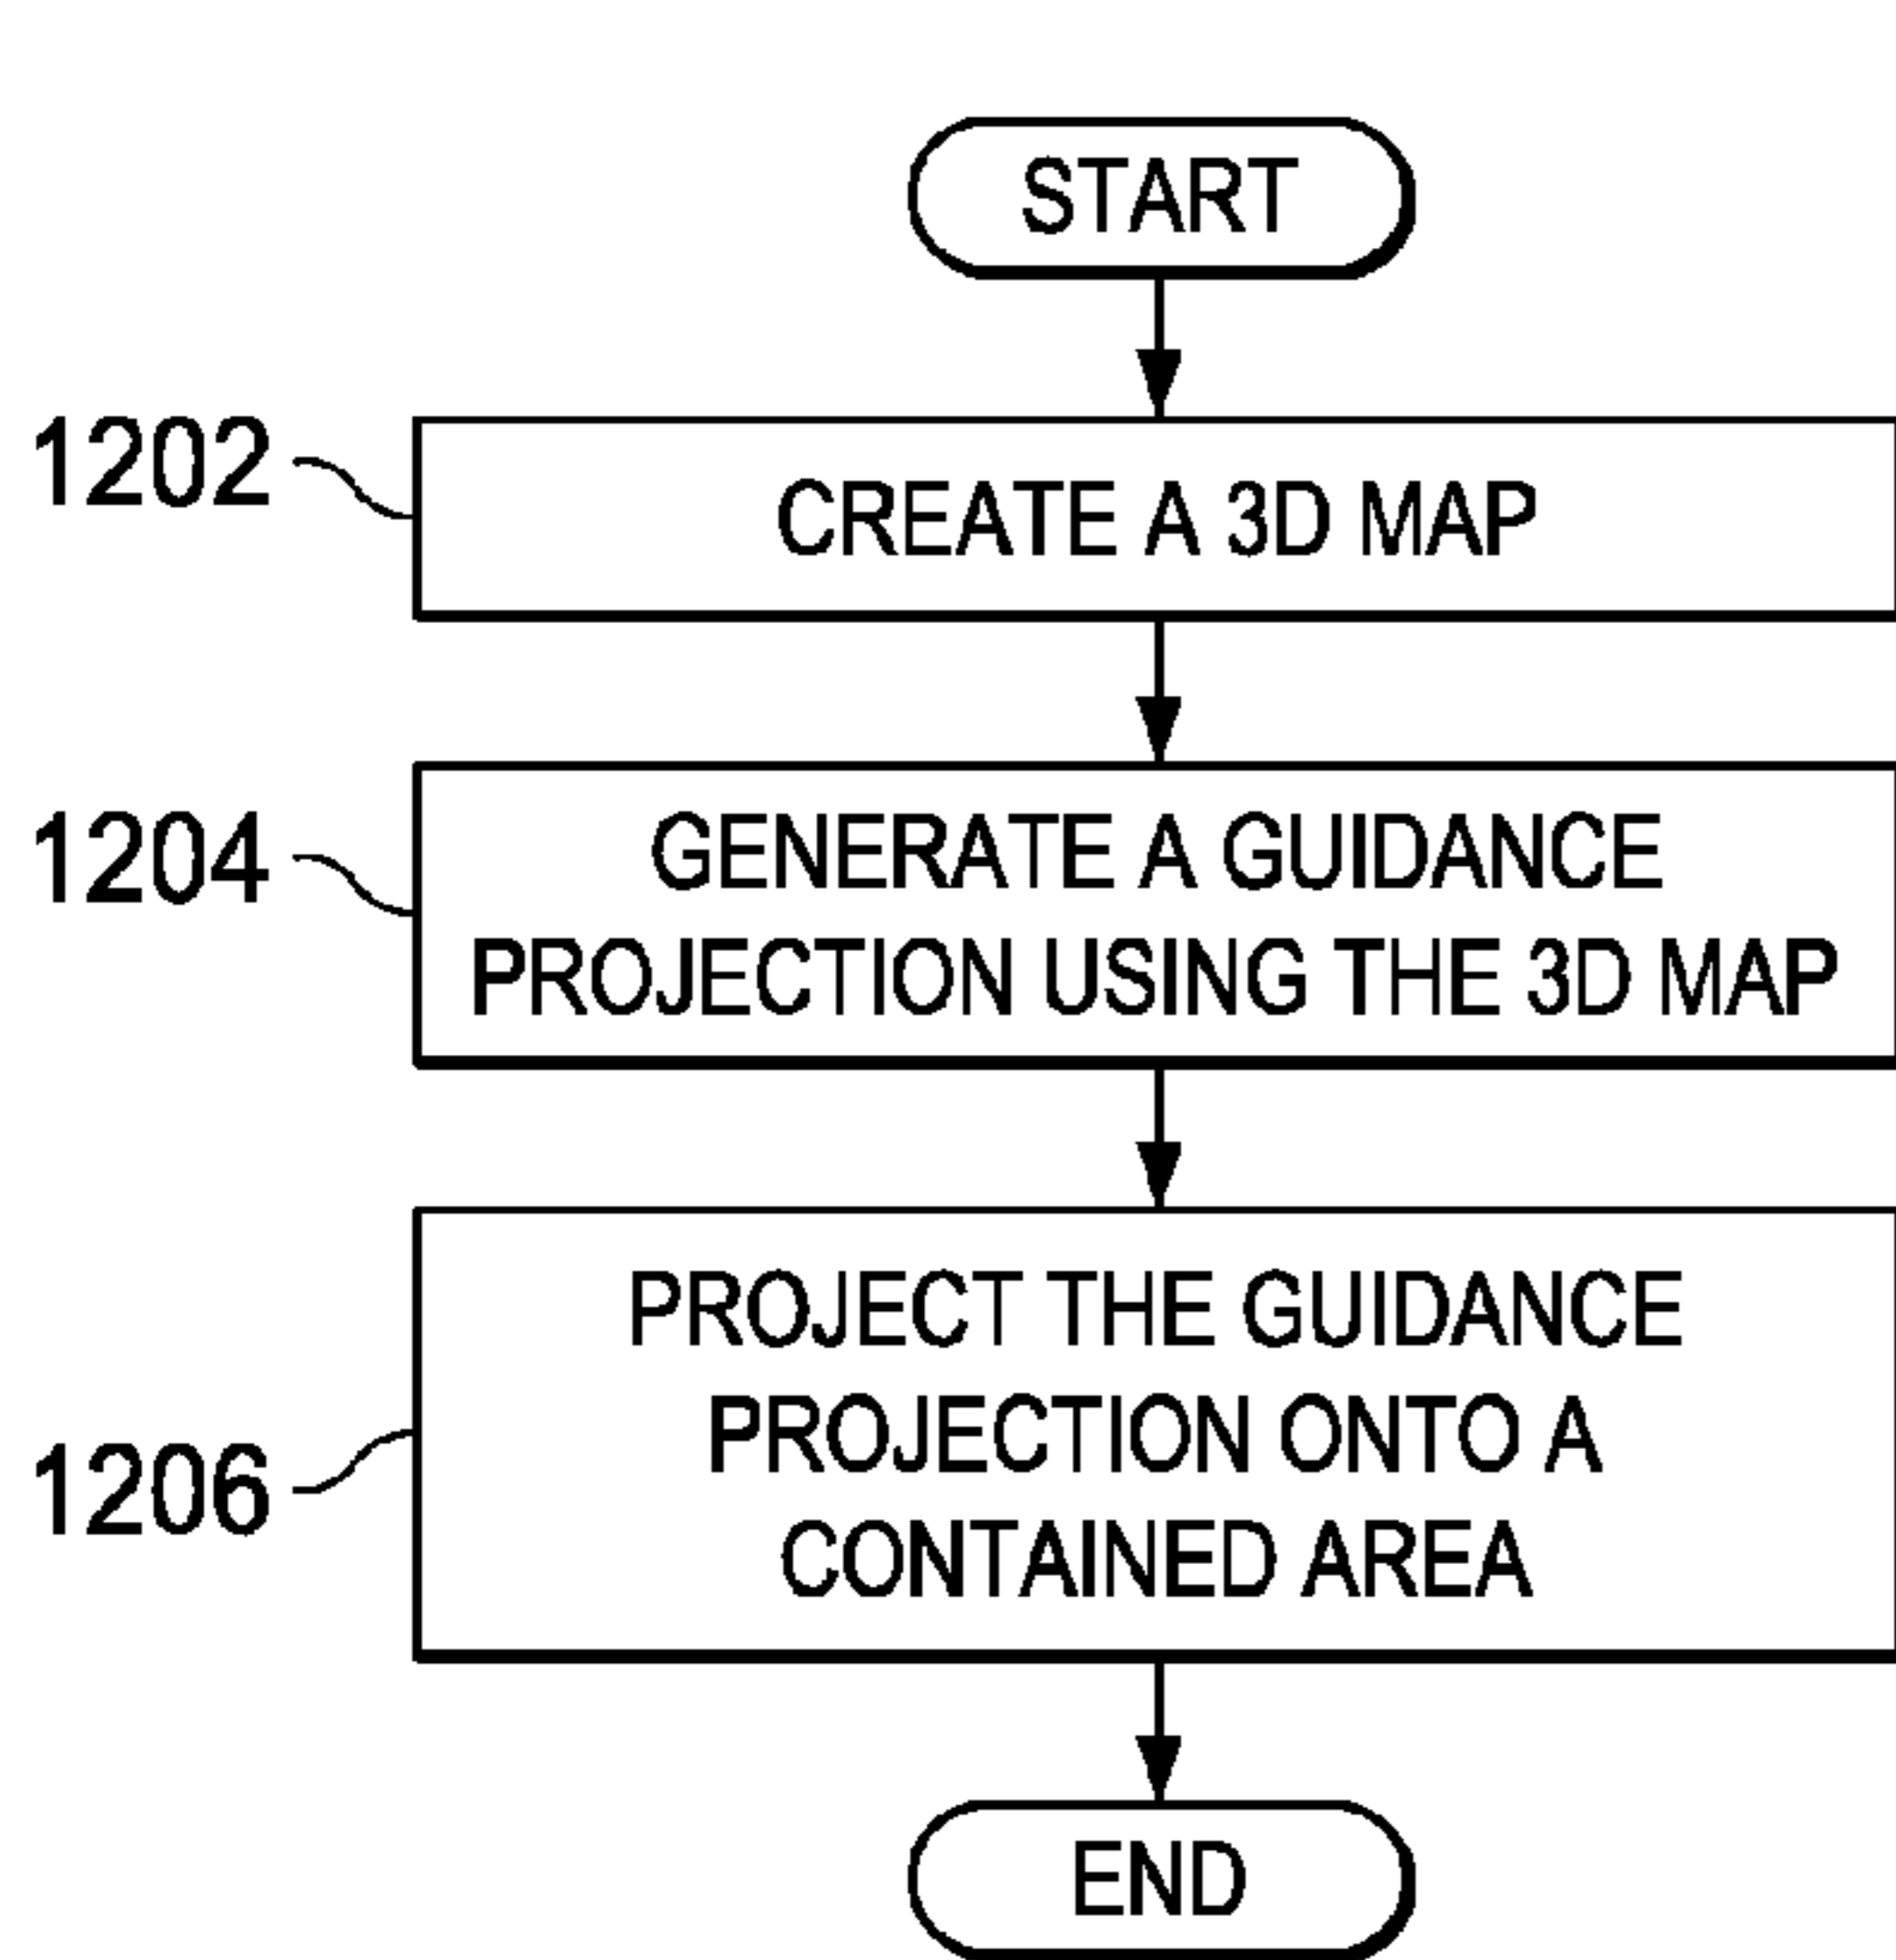 START
1202
CREATE A 3D MAP
1204
GENERATE A GUIDANCE
PROJECTION USING THE 3D MAP
1206
PROJECT THE GUIDANCE
PROJECTION ONTO A
CONTAINED AREA
END